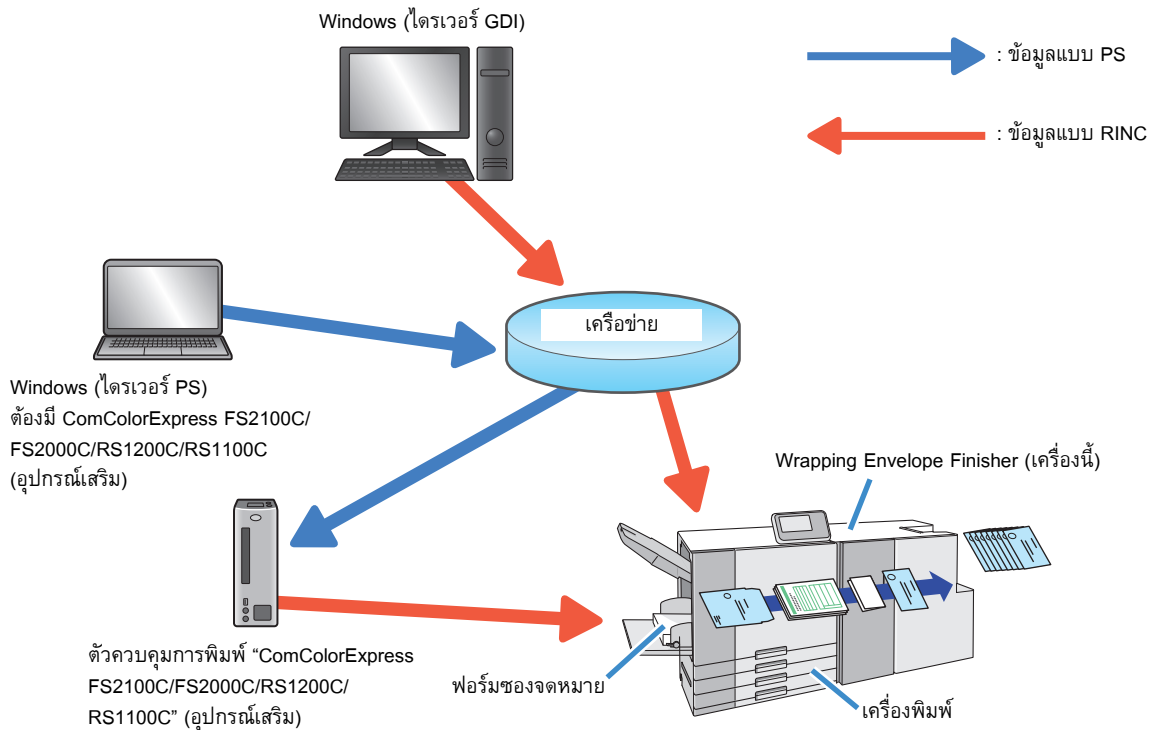 Windows (ไดรเวอร์ GDI)
: ข้อมูลแบบ PS
: ข้อมูลแบบ RINC
เครือข่าย
Windows (ไดรเวอร์ PS)
ต้องมี ComColorExpress FS2100C/
FS2000C/RS1200C/RS1100C
(อุปกรณ์เสริม)
Wrapping Envelope Finisher (เครื่องนี้)
ตัวควบคุมการพิมพ์ “ComColorExpress
FS2100C/FS2000C/RS1200C/
RS1100C” (อุปกรณ์เสริม)
ฟอร์มซองจดหมาย
เครื่องพิมพ์